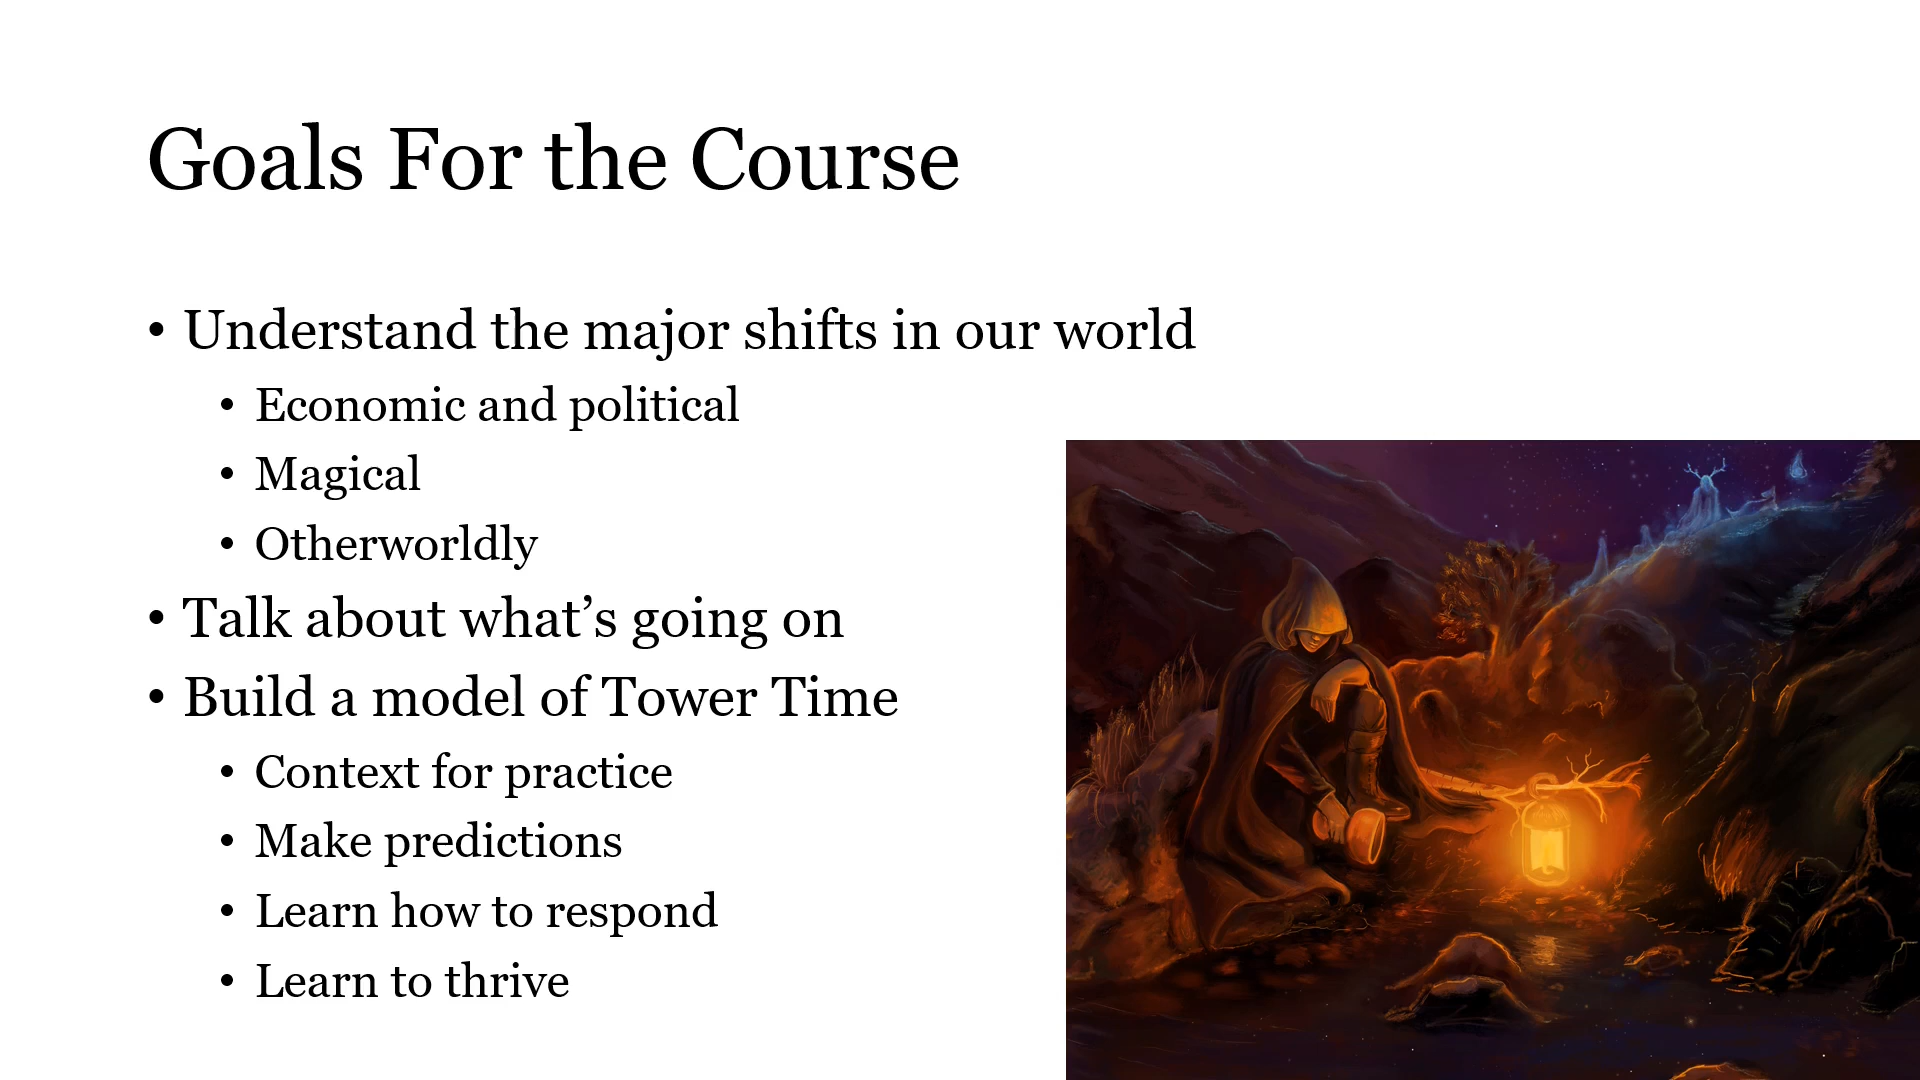 Goals For the Course
• Understand the major shifts in our world
• Economic and political
• Magical
• Otherworldly
• Talk about what’s going on
• Build a model of Tower Time
• Context for practice
• Make predictions
• Learn how to respond
• Learn to thrive